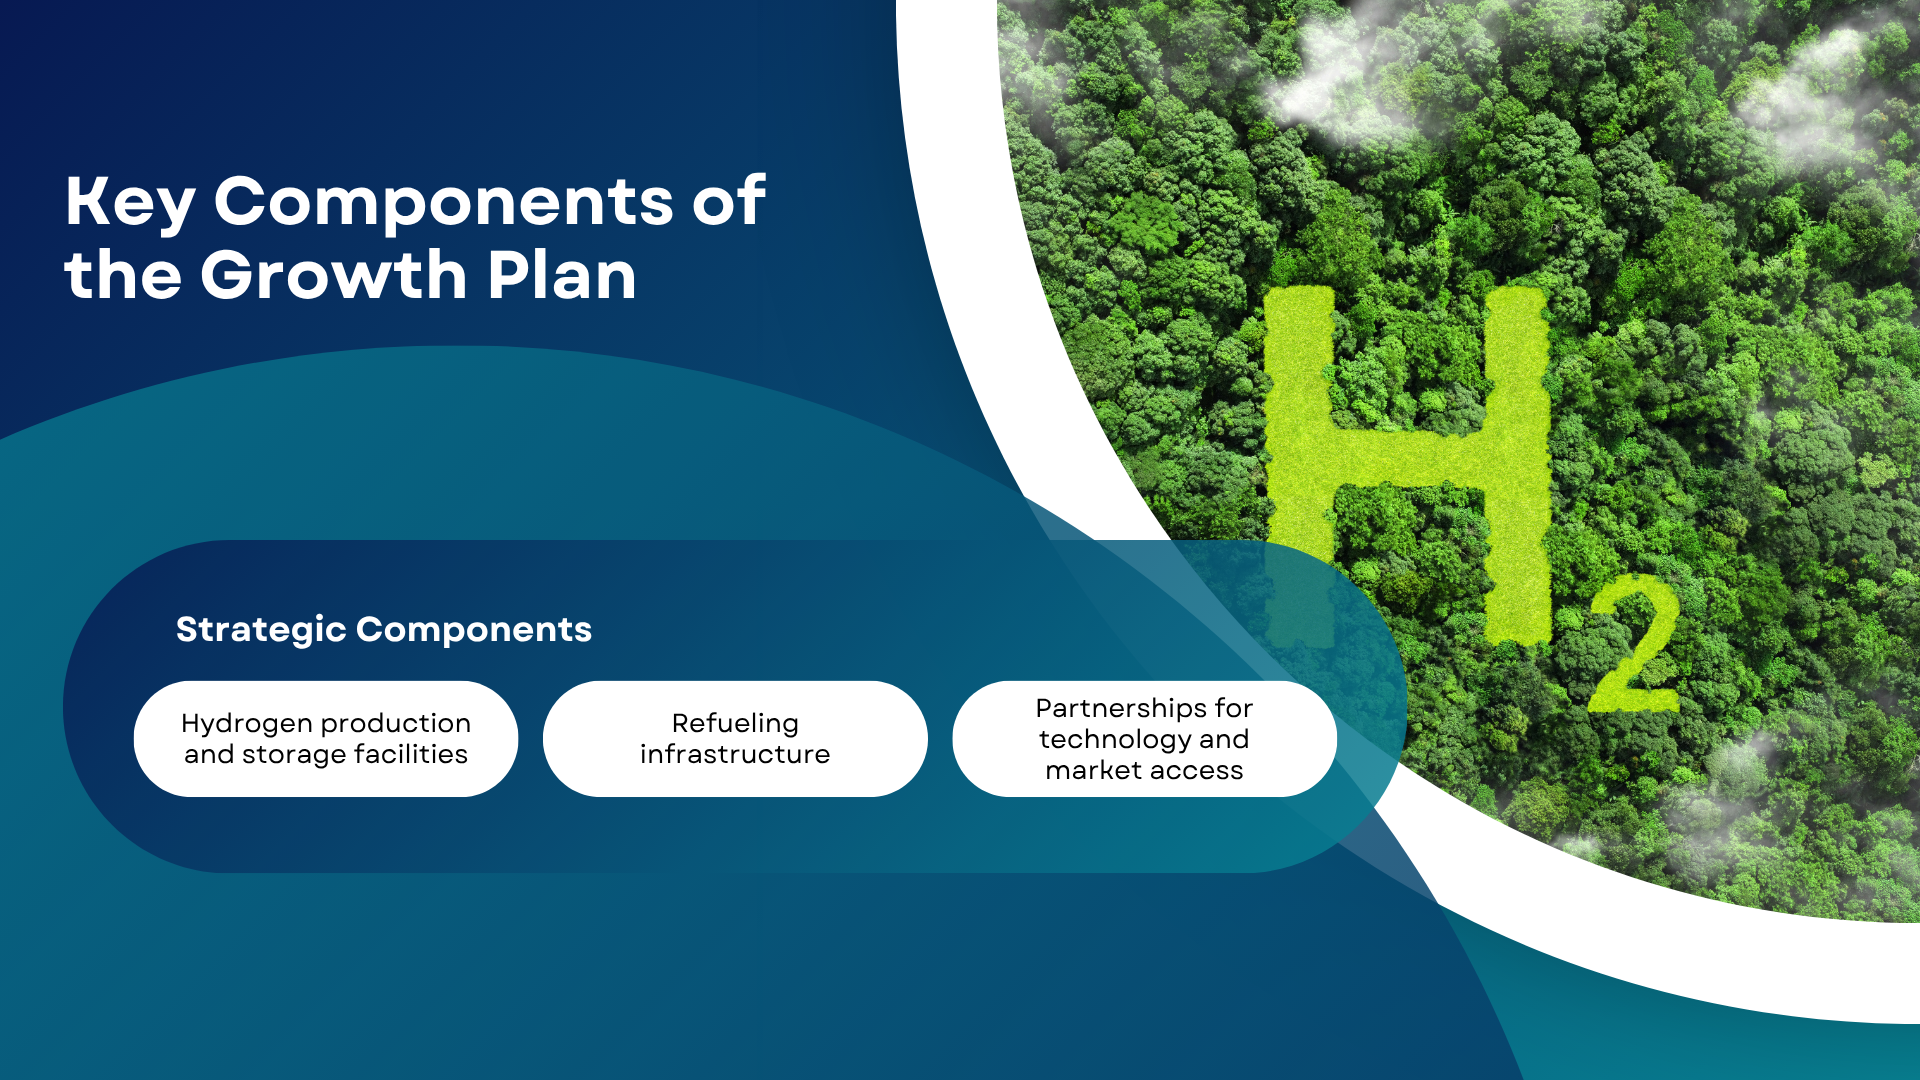 Key Components of
the Growth Plan
Strategic Components
Hydrogen production
and storage facilities
Refueling
infrastructure
Partnerships for
technology and
market access
H
2